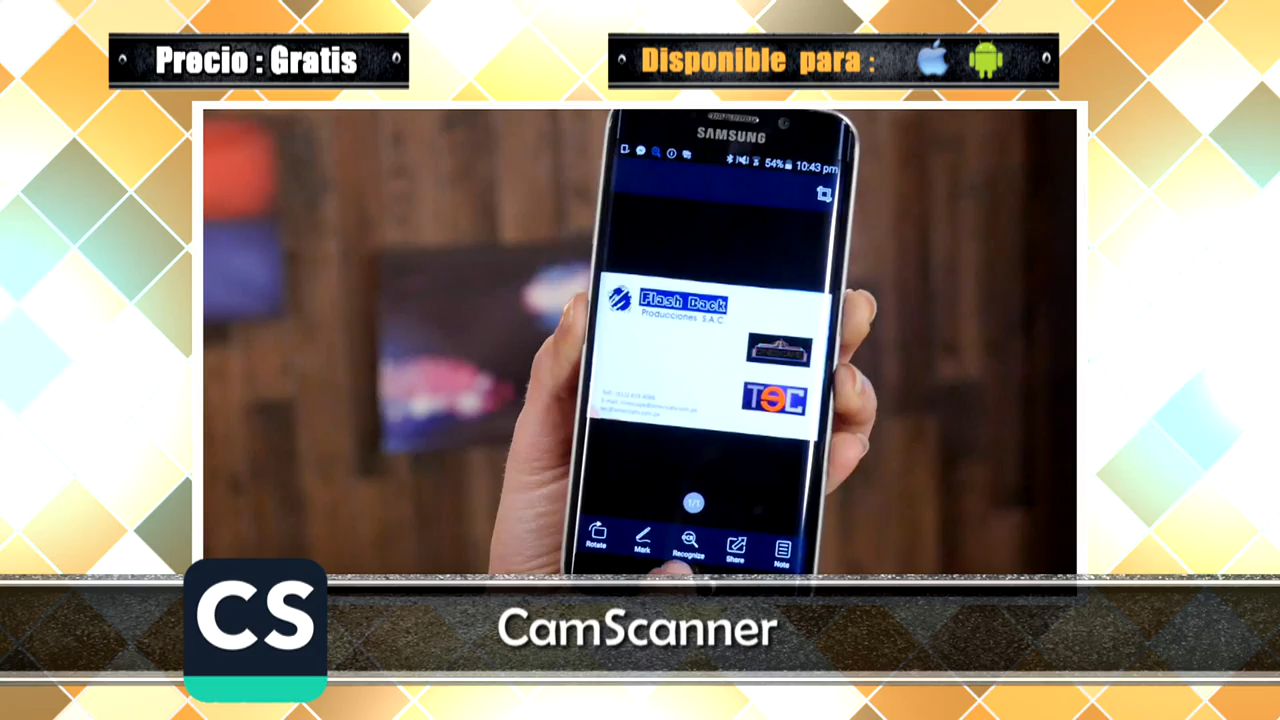 Precio : Gratis
Disponible para :
SAMSUNG
54% 10:43 pm
Flash Back
Producciones S.A.C
CINESCAPE
TEC
1/1
Rotate Mark Recognize Share Note
CS
CamScanner